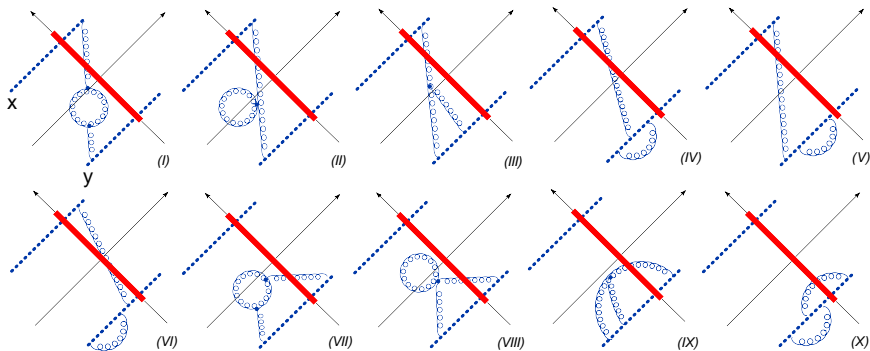 x
y
(I) (II) (III) (IV) (V)
(VI) (VII) (VIII) (IX) (X)